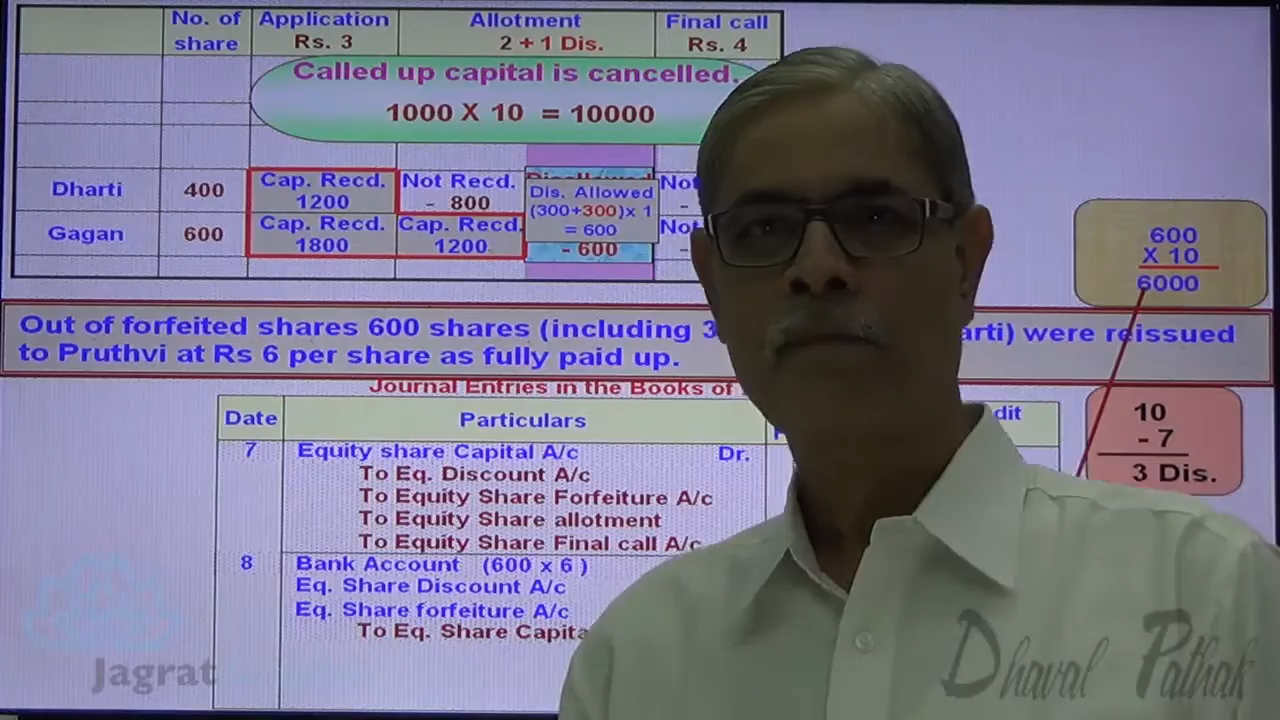 No. of share
Application Rs. 3
Allotment 2 + 1 Dis.
Final call Rs. 4
Called up capital is cancelled.
1000 X 10 = 10000
Dharti 400 Cap. Recd. 1200 Not Recd. - 800
Dis. Allowed (300+300)x 1 = 600
Gagan 600 Cap. Recd. 1800 Cap. Recd. 1200 - 600
600
X 10
6000
Out of forfeited shares 600 shares (including 3
were reissued
to Pruthvi at Rs 6 per share as fully paid up.
Journal Entries in the Books of
Date Particulars
7 Equity share Capital A/c Dr.
To Eq. Discount A/c
To Equity Share Forfeiture A/c
To Equity Share allotment
To Equity Share Final call A/c
8 Bank Account (600 x 6 )
Eq. Share Discount A/c
Eq. Share forfeiture A/c
To Eq. Share
10
- 7
3 Dis.
Jagrat
Dhaval Pathak